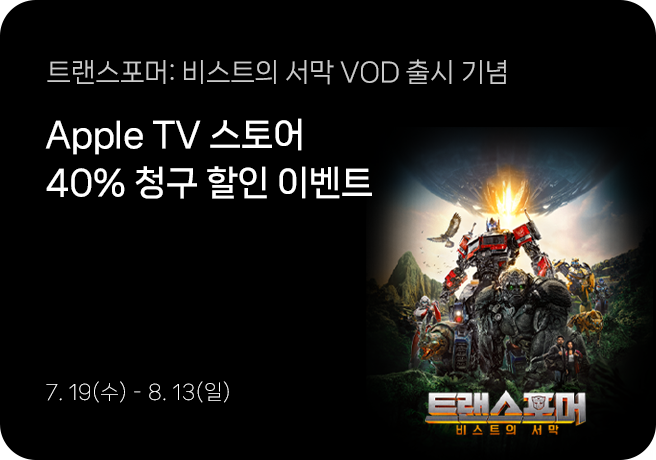 트랜스포머: 비스트의 서막 VOD 출시 기념
Apple TV 스토어
40% 청구 할인 이벤트
7. 19(수) - 8. 13(일)
트랜스포머
비스트의 서막